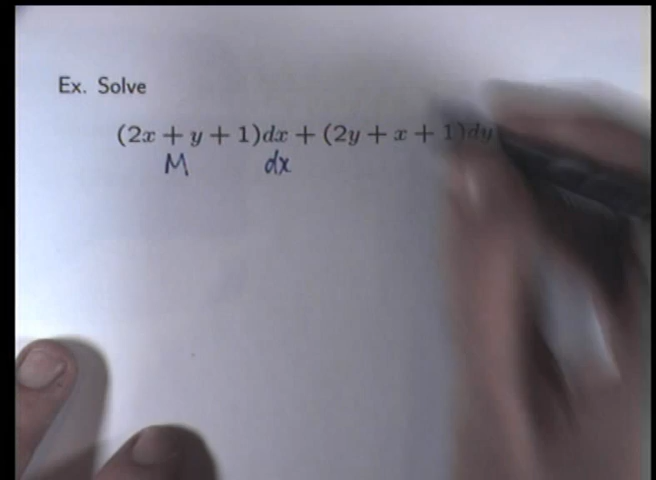 Ex. Solve
(2x + y + 1)dx + (2y + x + 1)dy
M dx